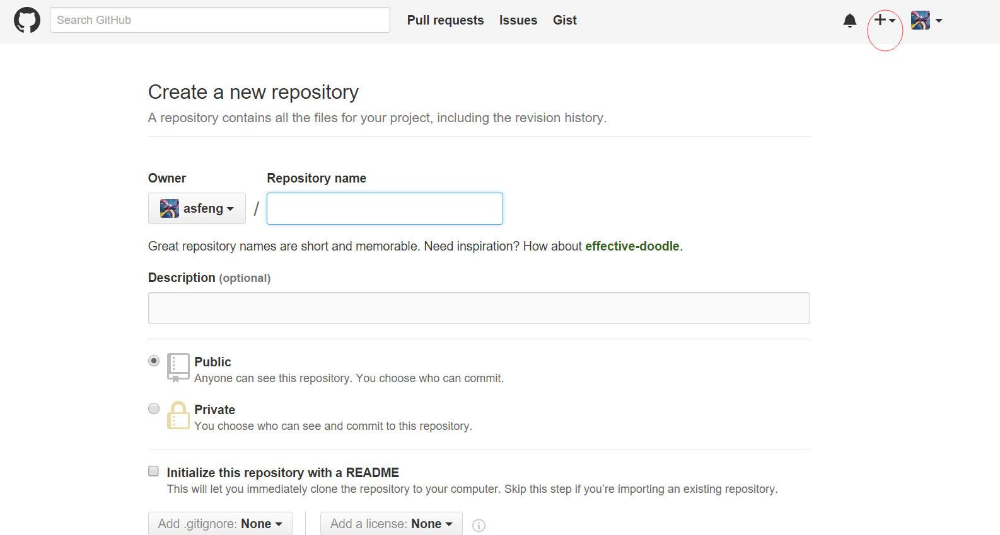 Search GitHub Pull requests Issues Gist
Create a new repository
A repository contains all the files for your project, including the revision history.
Owner Repository name
asfeng /
Great repository names are short and memorable. Need inspiration? How about effective-doodle.
Description (optional)
Public
Anyone can see this repository. You choose who can commit.
Private
You choose who can see and commit to this repository.
Initialize this repository with a README
This will let you immediately clone the repository to your computer. Skip this step if you’re importing an existing repository.
Add .gitignore: None Add a license: None